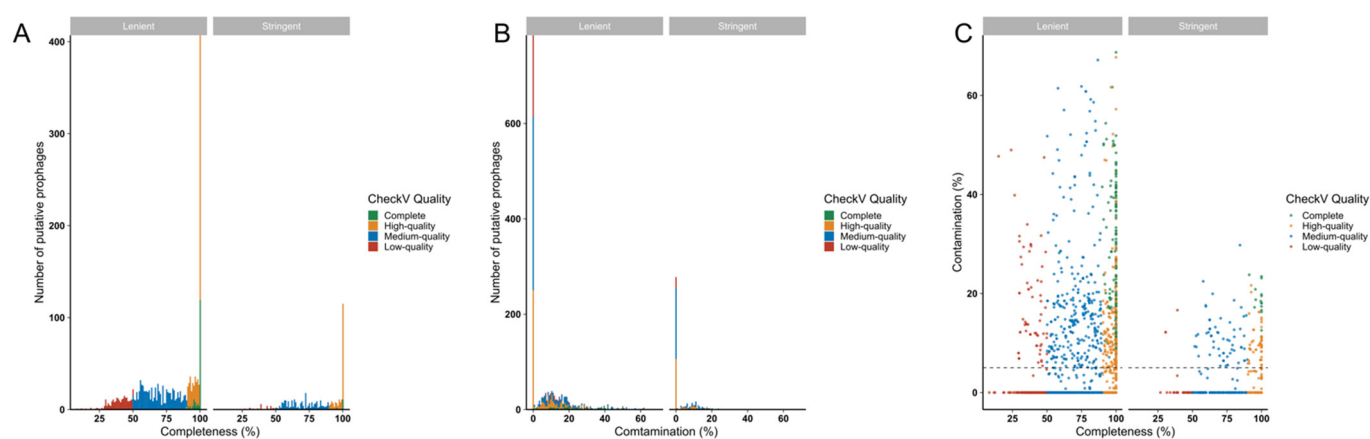 A
Lenient
Stringent
Number of putative prophages
400
300
200
100
0
25
50
75
100
25
50
75
100
Completeness (%)
CheckV Quality
Complete
High-quality
Medium-quality
Low-quality
B
Lenient
Stringent
Number of putative prophages
600
400
200
0
0
20
40
60
0
20
40
60
Comtamination (%)
CheckV Quality
Complete
High-quality
Medium-quality
Low-quality
C
Lenient
Stringent
Contamination (%)
60
40
20
0
25
50
75
100
25
50
75
100
Completeness (%)
CheckV Quality
Complete
High-quality
Medium-quality
Low-quality